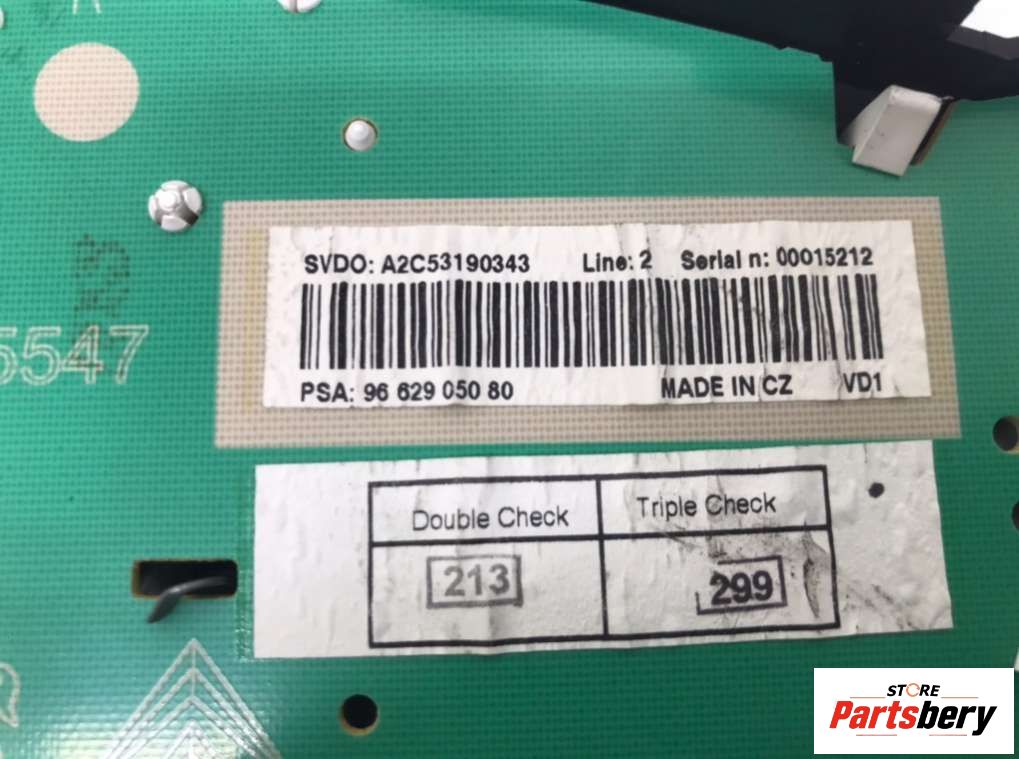 SVDO: A2C53190343 Line: 2 Serial n: 00015212
PSA: 96 629 050 80 MADE IN CZ VD1
5547
Double Check Triple Check
213 299
STORE
Partsbery